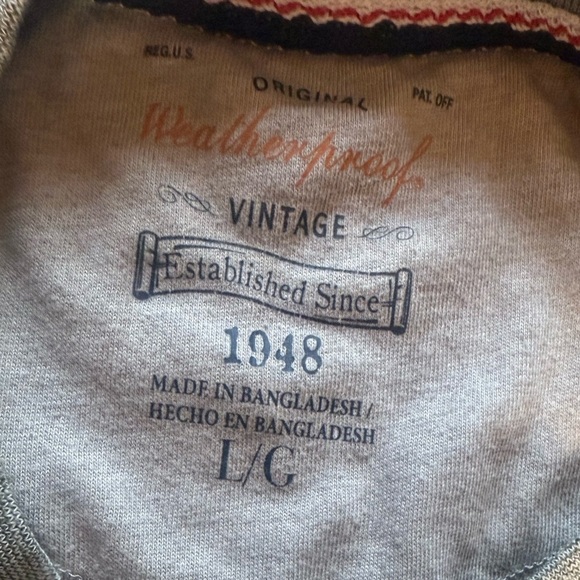 REG.U.S.
ORIGINAL
PAT. OFF
Weatherproof®
VINTAGE
Established Since
1948
MADE IN BANGLADESH /
HECHO EN BANGLADESH
L/G